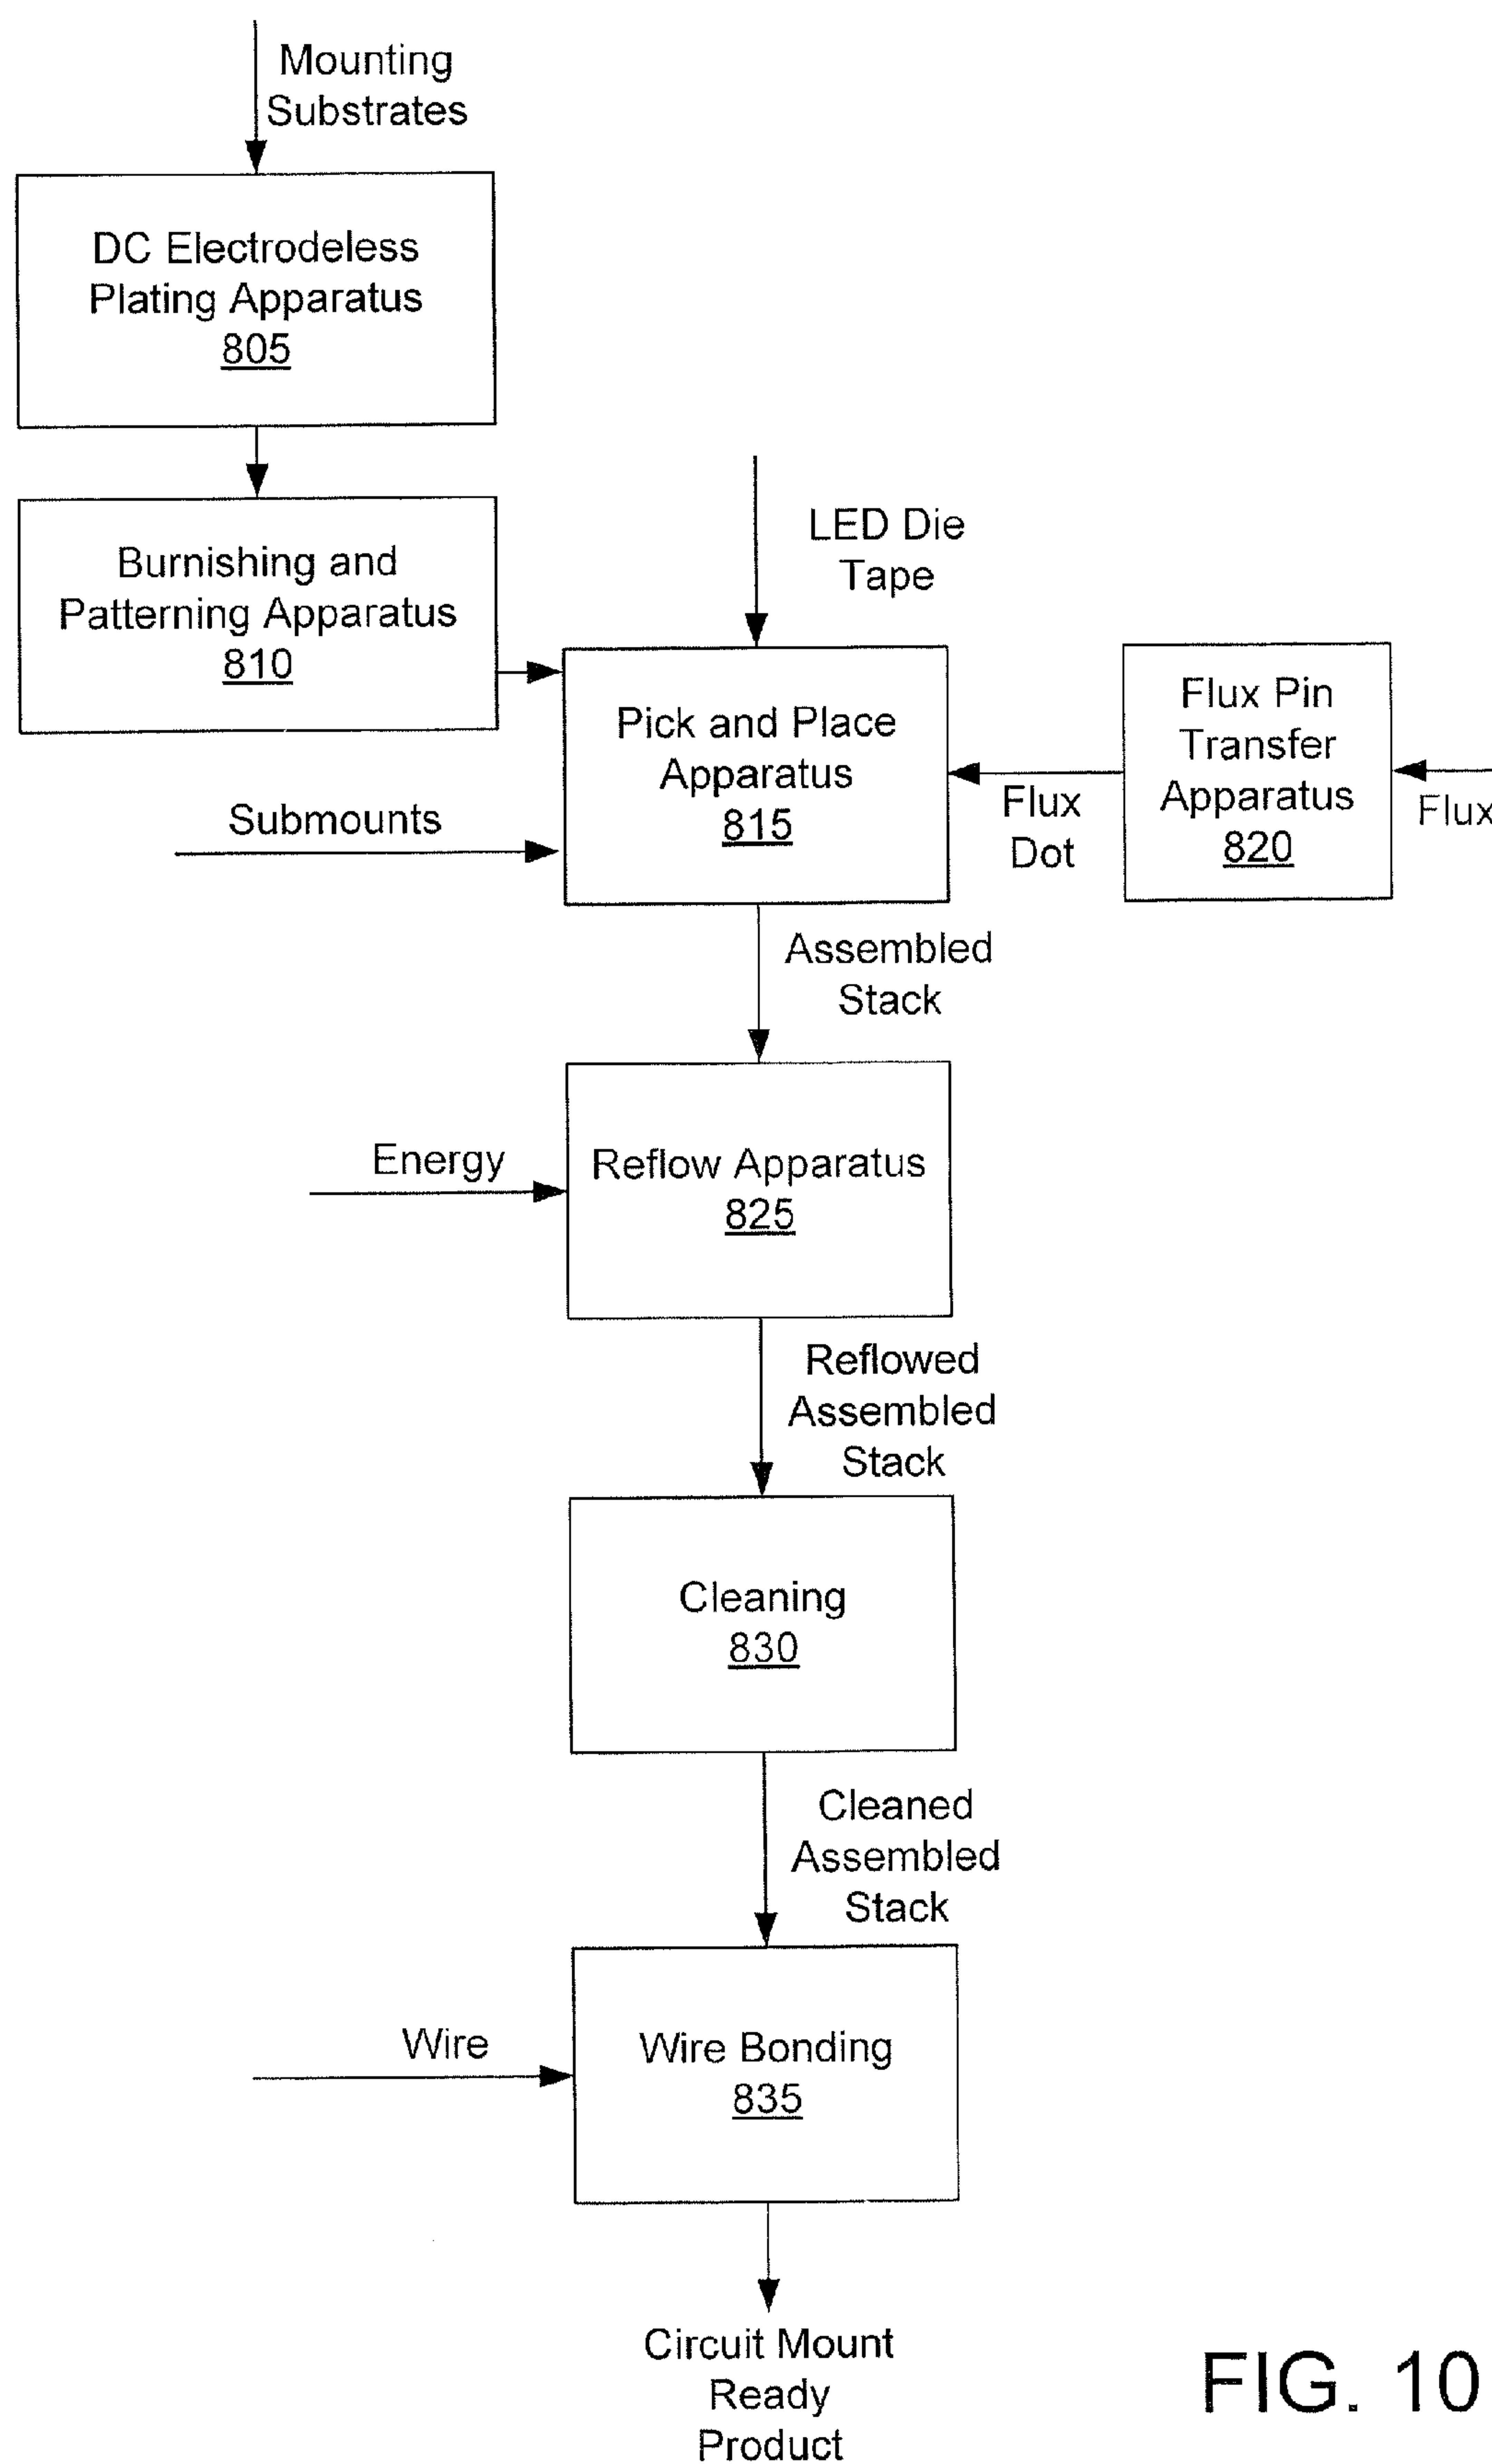 Mounting
Substrates
DC Electrodeless
Plating Apparatus
805
Burnishing and
Patterning Apparatus
810
LED Die
Tape
Pick and Place
Apparatus
815
Flux Pin
Transfer
Apparatus
820
Flux
Dot
Flux
Submounts
Assembled
Stack
Energy
Reflow Apparatus
825
Reflowed
Assembled
Stack
Cleaning
830
Cleaned
Assembled
Stack
Wire
Wire Bonding
835
Circuit Mount
Ready
Product
FIG. 10